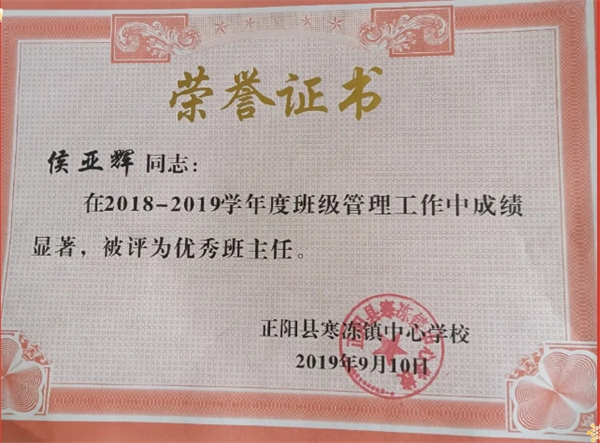 荣誉证书
侯亚辉同志：
在2018-2019学年度班级管理工作中成绩
显著，被评为优秀班主任。
正阳县寒冻镇中心学校
2019年9月10日